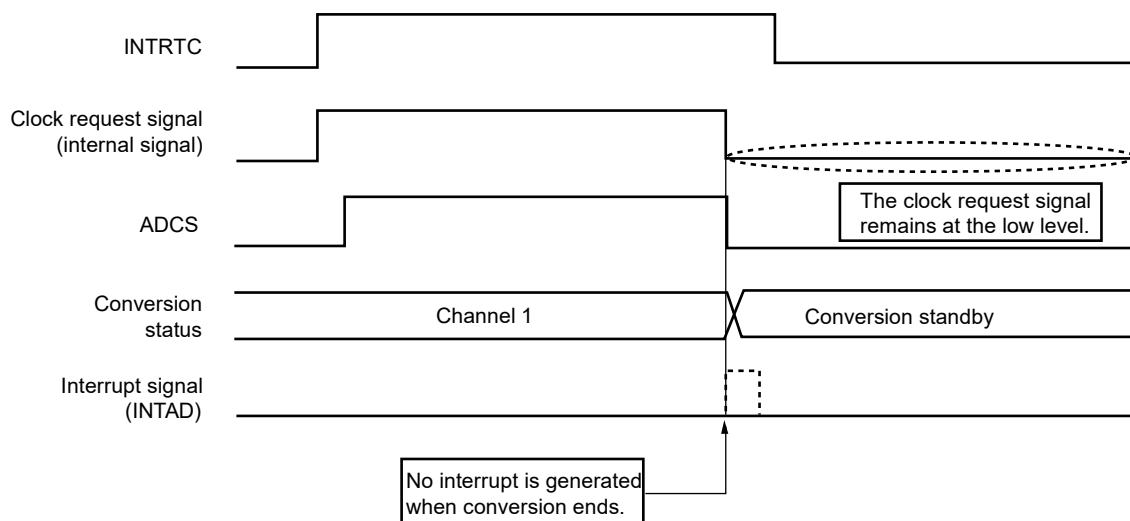 INTRTC
Clock request signal
(internal signal)
The clock request signal
remains at the low level.
ADCS
Conversion
status
Channel 1
Conversion standby
Interrupt signal
(INTAD)
No interrupt is generated
when conversion ends.